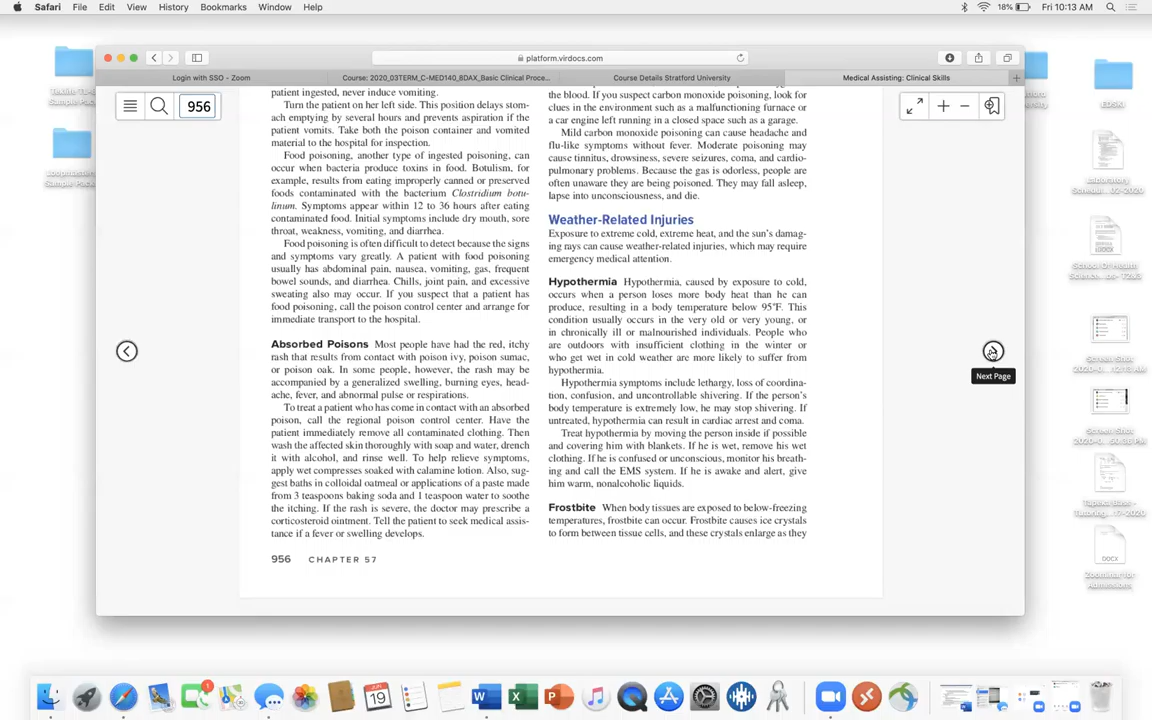 Safari File Edit View History Bookmarks Window Help 18% Fri 10:13 AM
platform.virdocs.com
Login with SSO - Zoom Course: 2020_03TERM_C-MED140_8DAX_Basic Clinical Proce... Course Details Stratford University Medical Assisting: Clinical Skills
956
patient ingested, never induce vomiting.
Turn the patient on her left side. This position delays stom-
ach emptying by several hours and prevents aspiration if the
patient vomits. Take both the poison container and vomited
material to the hospital for inspection.
Food poisoning, another type of ingested poisoning, can
occur when bacteria produce toxins in food. Botulism, for
example, results from eating improperly canned or preserved
foods contaminated with the bacterium Clostridium botu-
linum. Symptoms appear within 12 to 36 hours after eating
contaminated food. Initial symptoms include dry mouth, sore
throat, weakness, vomiting, and diarrhea.
Food poisoning is often difficult to detect because the signs
and symptoms vary greatly. A patient with food poisoning
usually has abdominal pain, nausea, vomiting, gas, frequent
bowel sounds, and diarrhea. Chills, joint pain, and excessive
sweating also may occur. If you suspect that a patient has
food poisoning, call the poison control center and arrange for
immediate transport to the hospital.
Absorbed Poisons Most people have had the red, itchy
rash that results from contact with poison ivy, poison sumac,
or poison oak. In some people, however, the rash may be
accompanied by a generalized swelling, burning eyes, head-
ache, fever, and abnormal pulse or respirations.
To treat a patient who has come in contact with an absorbed
poison, call the regional poison control center. Have the
patient immediately remove all contaminated clothing. Then
wash the affected skin thoroughly with soap and water, drench
it with alcohol, and rinse well. To help relieve symptoms,
apply wet compresses soaked with calamine lotion. Also, sug-
gest baths in colloidal oatmeal or applications of a paste made
from 3 teaspoons baking soda and 1 teaspoon water to soothe
the itching. If the rash is severe, the doctor may prescribe a
corticosteroid ointment. Tell the patient to seek medical assis-
tance if a fever or swelling develops.
956 CHAPTER 57
the blood. If you suspect carbon monoxide poisoning, look for
clues in the environment such as a malfunctioning furnace or
a car engine left running in a closed space such as a garage.
Mild carbon monoxide poisoning can cause headache and
flu-like symptoms without fever. Moderate poisoning may
cause tinnitus, drowsiness, severe seizures, coma, and cardio-
pulmonary problems. Because the gas is odorless, people are
often unaware they are being poisoned. They may fall asleep,
lapse into unconsciousness, and die.
Weather-Related Injuries
Exposure to extreme cold, extreme heat, and the sun's damag-
ing rays can cause weather-related injuries, which may require
emergency medical attention.
Hypothermia Hypothermia, caused by exposure to cold,
occurs when a person loses more body heat than he can
produce, resulting in a body temperature below 95°F. This
condition usually occurs in the very old or very young, or
in chronically ill or malnourished individuals. People who
are outdoors with insufficient clothing in the winter or
who get wet in cold weather are more likely to suffer from
hypothermia.
Hypothermia symptoms include lethargy, loss of coordina-
tion, confusion, and uncontrollable shivering. If the person's
body temperature is extremely low, he may stop shivering. If
untreated, hypothermia can result in cardiac arrest and coma.
Treat hypothermia by moving the person inside if possible
and covering him with blankets. If he is wet, remove his wet
clothing. If he is confused or unconscious, monitor his breath-
ing and call the EMS system. If he is awake and alert, give
him warm, nonalcoholic liquids.
Frostbite When body tissues are exposed to below-freezing
temperatures, frostbite can occur. Frostbite causes ice crystals
to form between tissue cells, and these crystals enlarge as they
Next Page
Sample Pac
Sample Pa
Laboratory
School Of Health
Screen Shot
Screen Shot
DOCX
Zoominar for
Admissions
JUN
19
1